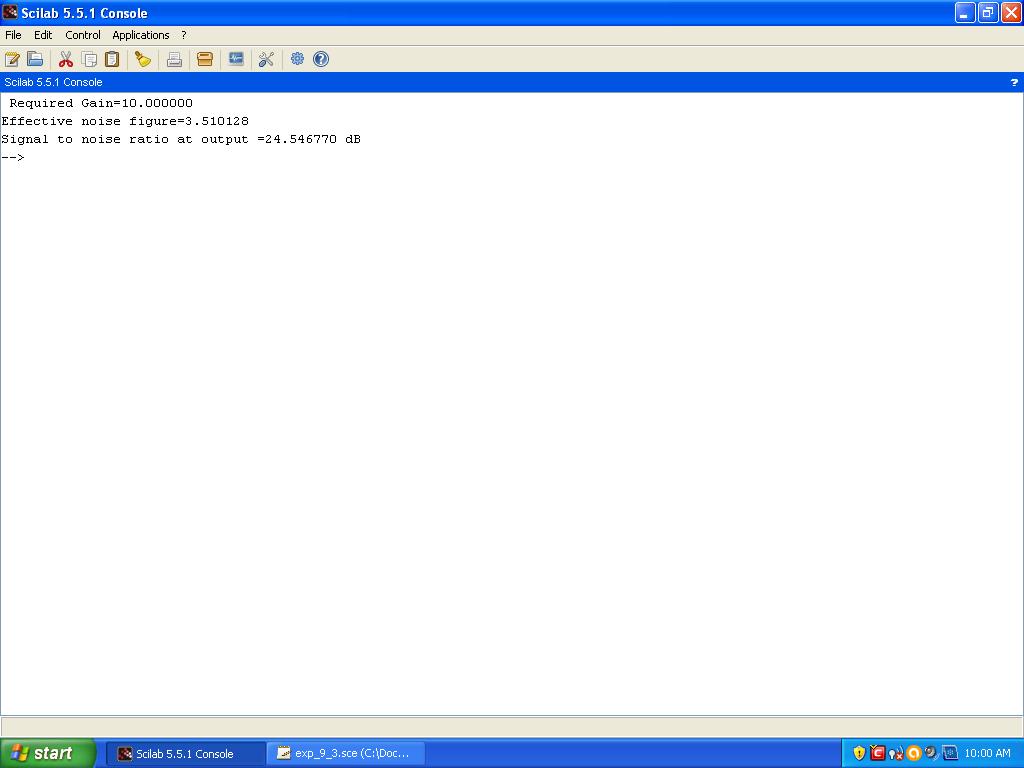 Scilab 5.5.1 Console
File Edit Control Applications ?
Scilab 5.5.1 Console ?
Required Gain=10.000000
Effective noise figure=3.510128
Signal to noise ratio at output =24.546770 dB
-->
start Scilab 5.5.1 Console exp_9_3.sce (C:\Doc... 10:00 AM